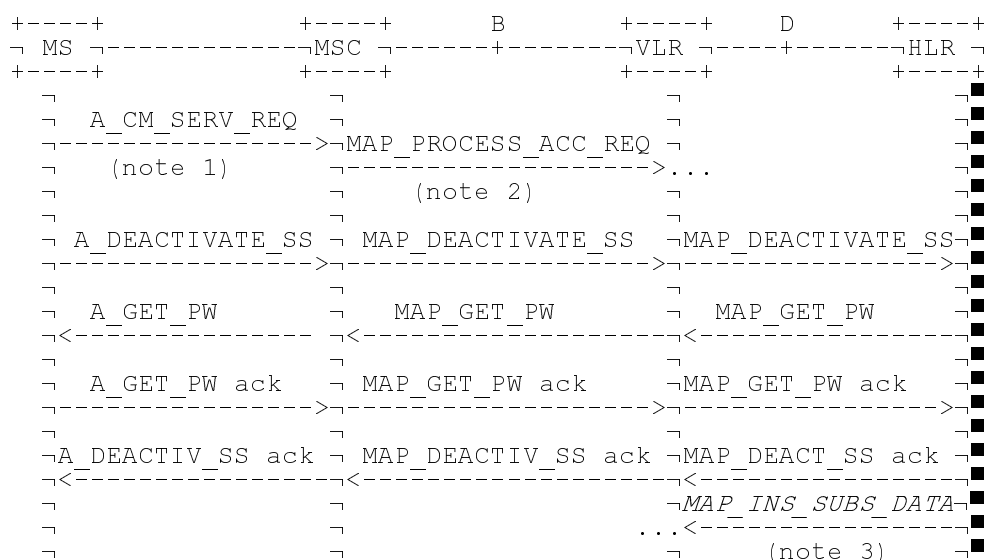 +----+ +----+ B +----+ D +----+
¬ MS ¬-------------¬MSC ¬------+-------¬VLR ¬----+-------¬HLR ¬
+----+ +----+ +----+ +----+
¬ ¬ ¬ ¬
¬ A_CM_SERV_REQ ¬ ¬ ¬
¬---------------->¬MAP_PROCESS_ACC_REQ ¬ ¬
¬ (note 1) ¬------------------->... ¬
¬ ¬ (note 2) ¬ ¬
¬ ¬ ¬ ¬
¬ A_DEACTIVATE_SS ¬ MAP_DEACTIVATE_SS ¬MAP_DEACTIVATE_SS¬
¬---------------->¬------------------->¬---------------->¬
¬ ¬ ¬ ¬
¬ A_GET_PW ¬ MAP_GET_PW ¬ MAP_GET_PW ¬
¬<--------------- ¬<-------------------¬<----------------¬
¬ ¬ ¬ ¬
¬ A_GET_PW ack ¬ MAP_GET_PW ack ¬MAP_GET_PW ack ¬
¬---------------->¬------------------->¬---------------->¬
¬ ¬ ¬ ¬
¬A_DEACTIV_SS ack ¬ MAP_DEACTIV_SS ack ¬MAP_DEACT_SS ack ¬
¬<----------------¬<-------------------¬<----------------¬
¬ ¬ ¬MAP_INS_SUBS_DATA¬
¬ ¬ ...<----------------¬
¬ ¬ ¬ (note 3) ¬